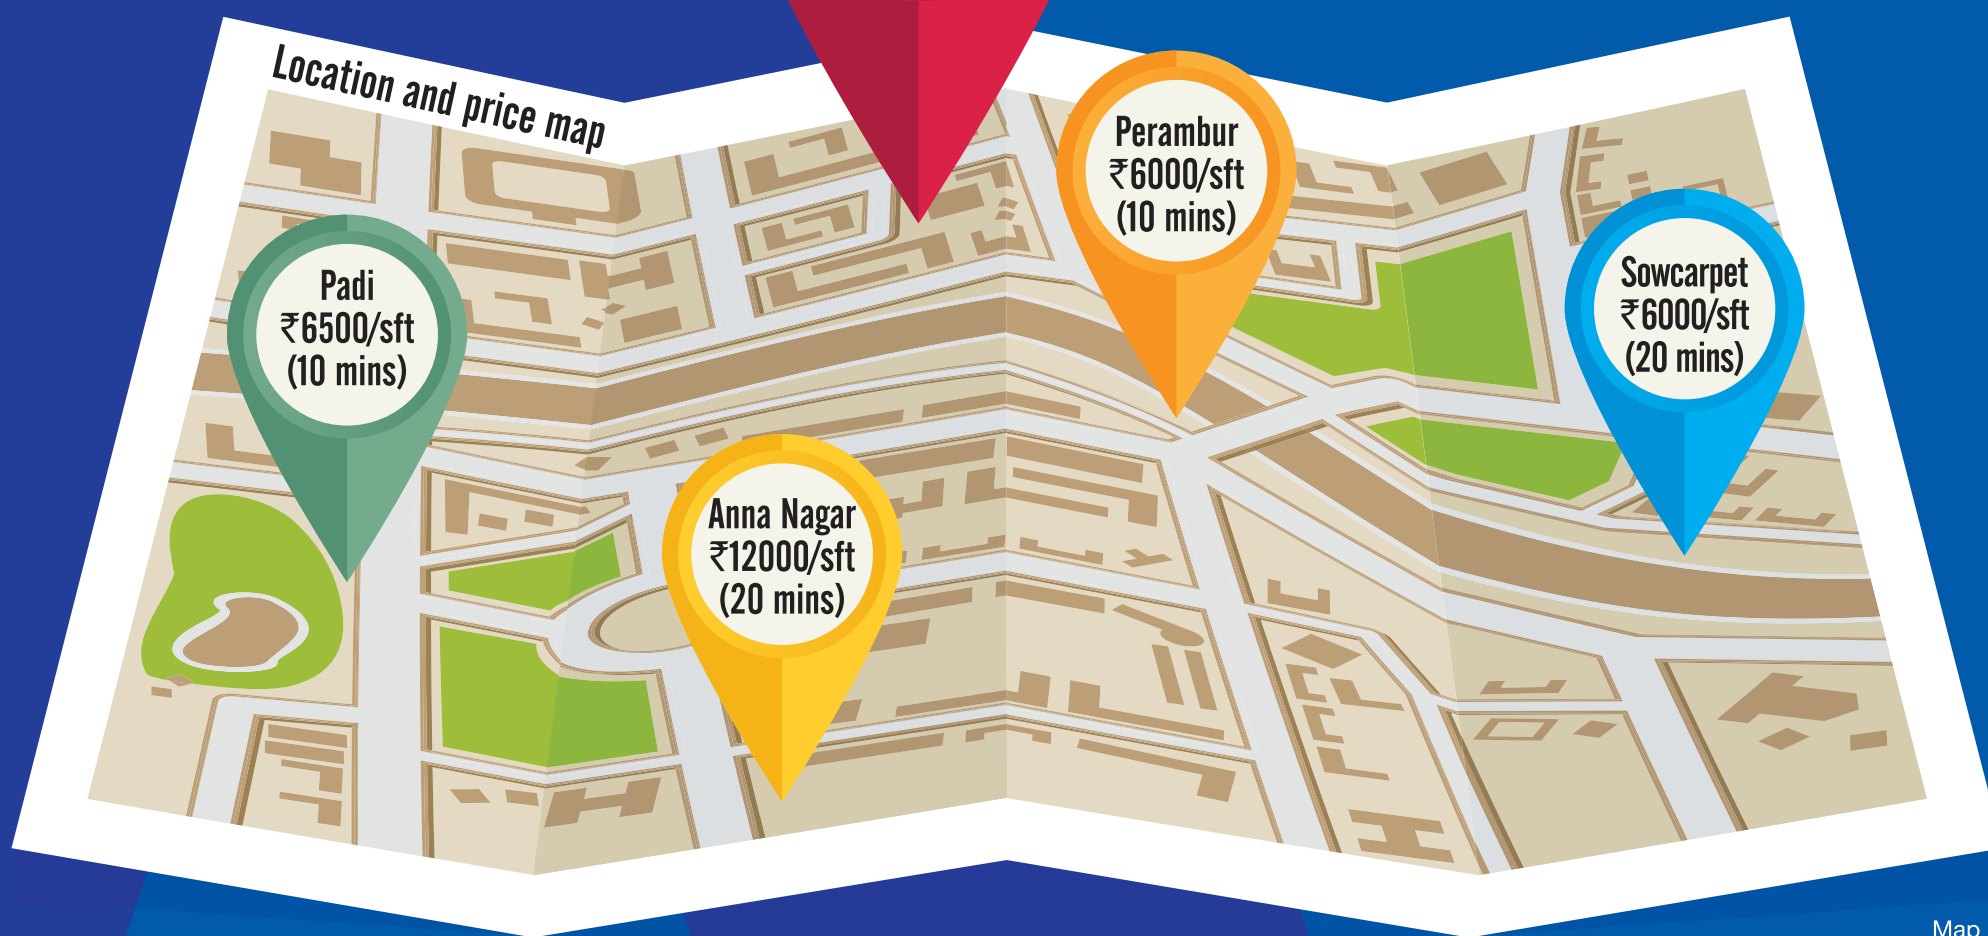 Location and price map
Perambur
₹6000/sft
(10 mins)
Sowcarpet
₹6000/sft
(20 mins)
Padi
₹6500/sft
(10 mins)
Anna Nagar
₹12000/sft
(20 mins)
Map